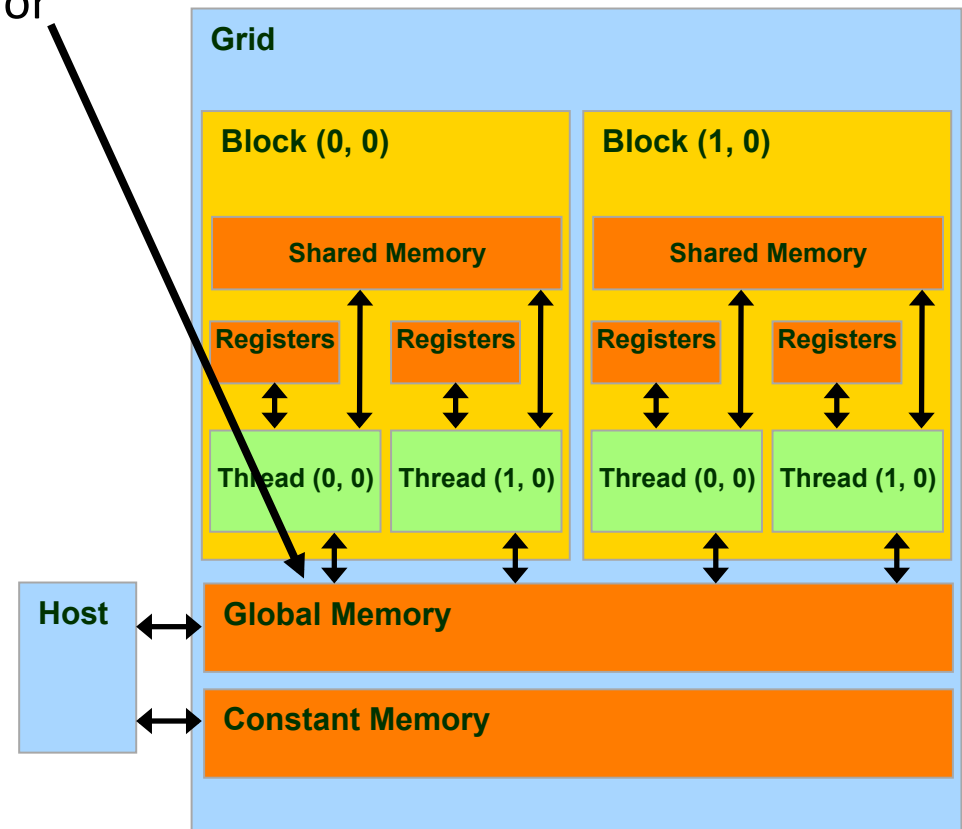 or
Grid
Block (0, 0)
Block (1, 0)
Shared Memory
Shared Memory
Registers
Registers
Registers
Registers
Thread (0, 0)
Thread (1, 0)
Thread (0, 0)
Thread (1, 0)
Host
Global Memory
Constant Memory